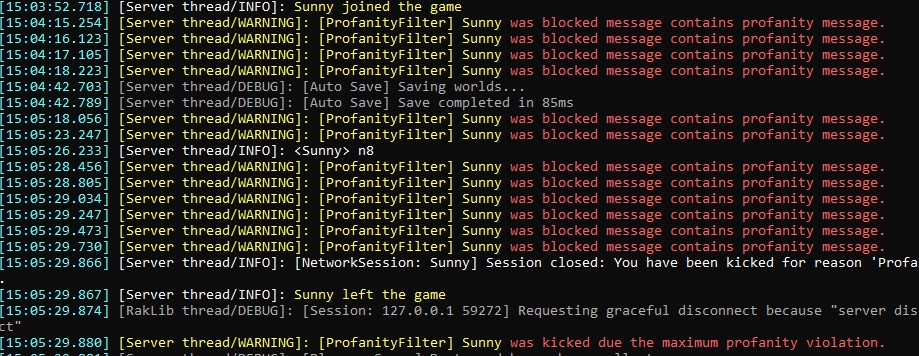 [15:03:52.718] [Server thread/INFO]: Sunny joined the game
[15:04:15.254] [Server thread/WARNING]: [ProfanityFilter] Sunny was blocked message contains profanity message.
[15:04:16.123] [Server thread/WARNING]: [ProfanityFilter] Sunny was blocked message contains profanity message.
[15:04:17.105] [Server thread/WARNING]: [ProfanityFilter] Sunny was blocked message contains profanity message.
[15:04:18.223] [Server thread/WARNING]: [ProfanityFilter] Sunny was blocked message contains profanity message.
[15:04:42.703] [Server thread/DEBUG]: [Auto Save] Saving worlds...
[15:04:42.789] [Server thread/DEBUG]: [Auto Save] Save completed in 85ms
[15:05:18.056] [Server thread/WARNING]: [ProfanityFilter] Sunny was blocked message contains profanity message.
[15:05:23.247] [Server thread/WARNING]: [ProfanityFilter] Sunny was blocked message contains profanity message.
[15:05:26.233] [Server thread/INFO]: <Sunny> n8
[15:05:28.456] [Server thread/WARNING]: [ProfanityFilter] Sunny was blocked message contains profanity message.
[15:05:28.805] [Server thread/WARNING]: [ProfanityFilter] Sunny was blocked message contains profanity message.
[15:05:29.034] [Server thread/WARNING]: [ProfanityFilter] Sunny was blocked message contains profanity message.
[15:05:29.247] [Server thread/WARNING]: [ProfanityFilter] Sunny was blocked message contains profanity message.
[15:05:29.473] [Server thread/WARNING]: [ProfanityFilter] Sunny was blocked message contains profanity message.
[15:05:29.730] [Server thread/WARNING]: [ProfanityFilter] Sunny was blocked message contains profanity message.
[15:05:29.866] [Server thread/INFO]: [NetworkSession: Sunny] Session closed: You have been kicked for reason 'Profa
.
[15:05:29.867] [Server thread/INFO]: Sunny left the game
[15:05:29.874] [RakLib thread/DEBUG]: [Session: 127.0.0.1 59272] Requesting graceful disconnect because "server dis
ct"
[15:05:29.880] [Server thread/WARNING]: [ProfanityFilter] Sunny was kicked due the maximum profanity violation.